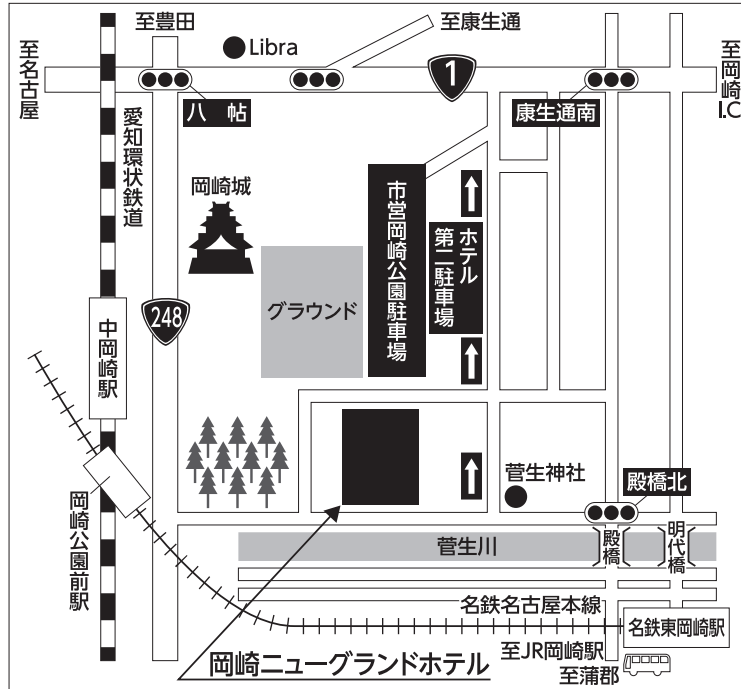 至豊田
Libra
至康生通
至名古屋
1
至岡崎I.C
八 帖
康生通南
愛知環状鉄道
岡崎城
市営岡崎公園駐車場
ホテル
第二駐車場
グラウンド
248
中岡崎駅
菅生神社
殿橋北
岡崎公園前駅
菅生川
殿橋
明代橋
名鉄名古屋本線
名鉄東岡崎駅
岡崎ニューグランドホテル
至JR岡崎駅
至蒲郡